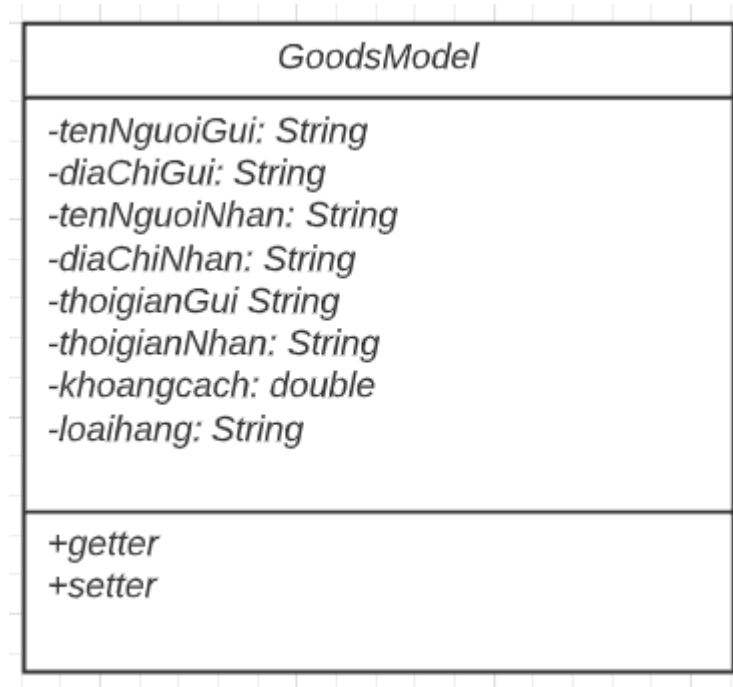 GoodsModel
-tenNguoiGui: String
-diaChiGui: String
-tenNguoiNhan: String
-diaChiNhan: String
-thoigianGui String
-thoigianNhan: String
-khoangcach: double
-loaihang: String
+getter
+setter